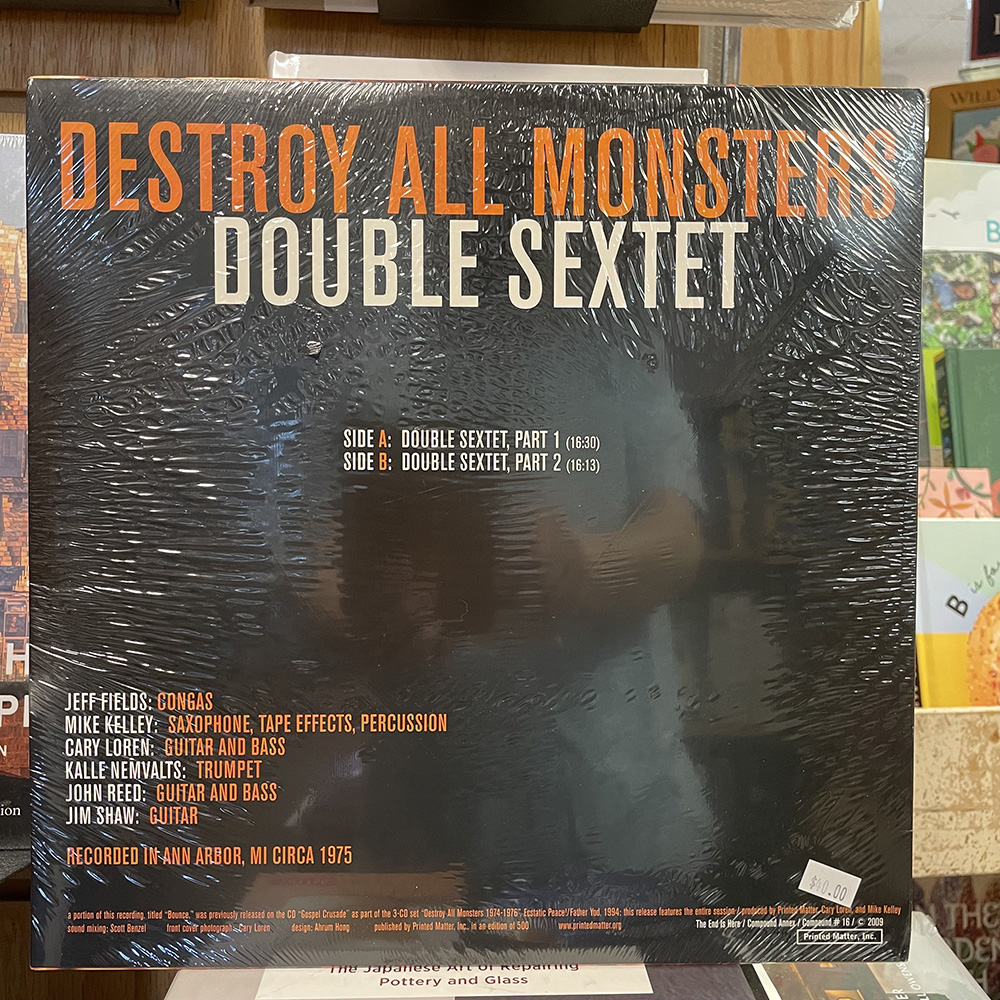 DESTROY ALL MONSTERS
DOUBLE SEXTET
SIDE A: DOUBLE SEXTET, PART 1 (16:30)
SIDE B: DOUBLE SEXTET, PART 2 (16:13)
JEFF FIELDS: CONGAS
MIKE KELLEY: SAXOPHONE, TAPE EFFECTS, PERCUSSION
CARY LOREN: GUITAR AND BASS
KALLE NEMVALTS: TRUMPET
JOHN REED: GUITAR AND BASS
JIM SHAW: GUITAR
RECORDED IN ANN ARBOR, MI CIRCA 1975
$40.00
a portion of this recording, titled "Bounce," was previously released on the CD "Gospel Crusade" as part of the 3-CD set "Destroy All Monsters 1974-1976", Ecstatic Peace!/Father Yod, 1994; this release features the entire session / produced by Printed Matter, Cary Loren, and Mike Kelley
sound mixing: Scott Benzel front cover photograph: Cary Loren design: Ahrum Hong published by Printed Matter, Inc., in an edition of 500 www.printedmatter.org The End is Here / Compound Annex / Compound # 16 / © 2009
Printed Matter, Inc.
The Japanese Art of Repairing
Pottery and Glass
WILL
B
B is fo
H
PI
N
ion
THE
DE